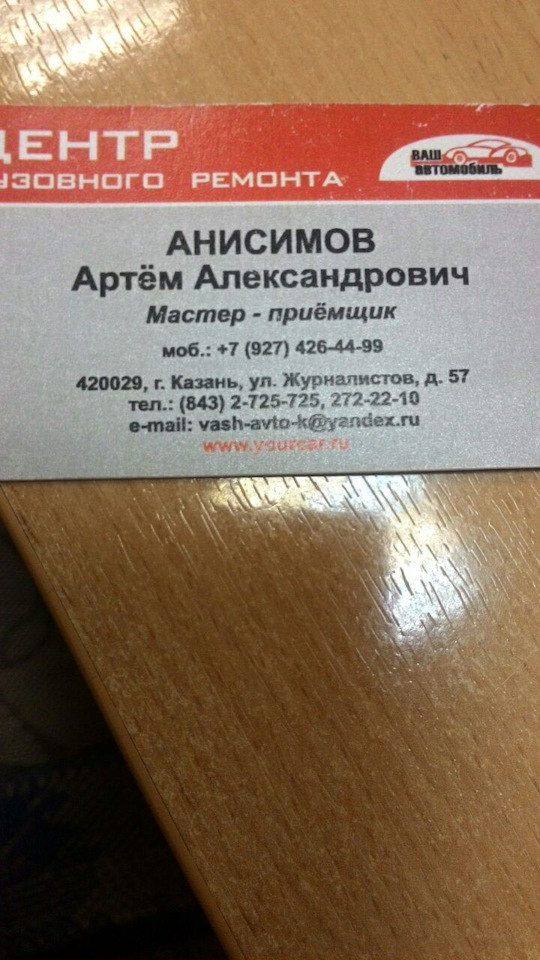 ЦЕНТР
УЗОВНОГО РЕМОНТА
ВАШ
автомобиль
АНИСИМОВ
Артём Александрович
Мастер - приёмщик
моб.: +7 (927) 426-44-99
420029, г. Казань, ул. Журналистов, д. 57
тел.: (843) 2-725-725, 272-22-10
e-mail: vash-avto-k@yandex.ru
www.yourcar.ru